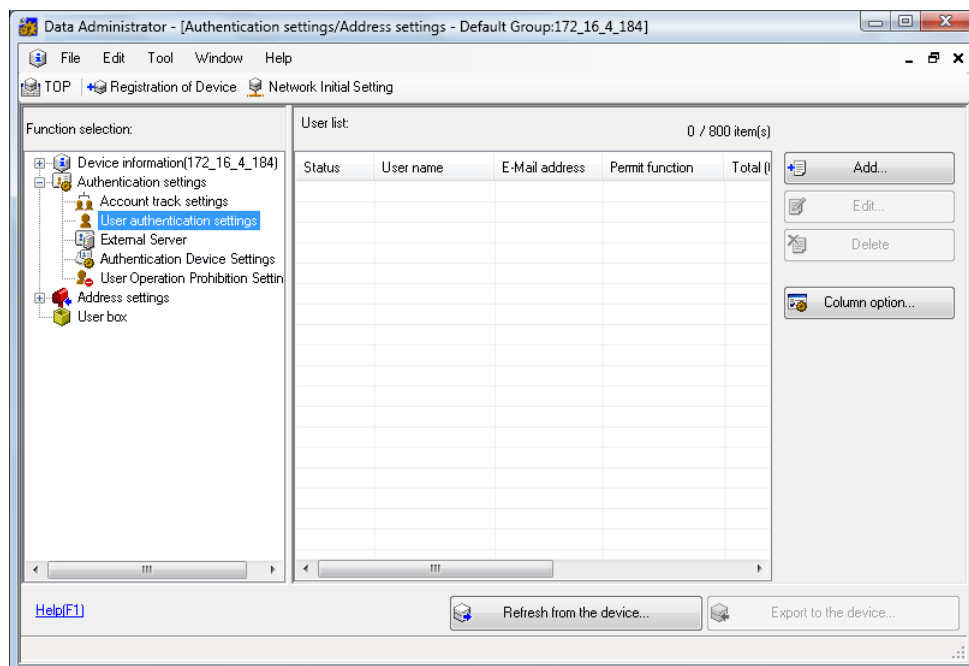 Data Administrator - [Authentication settings/Address settings - Default Group:172_16_4_184]
File Edit Tool Window Help
TOP Registration of Device Network Initial Setting
Function selection:
Device information(172_16_4_184)
Authentication settings
Account track settings
User authentication settings
External Server
Authentication Device Settings
User Operation Prohibition Settin
Address settings
User box
User list:
0 / 800 item(s)
Status User name E-Mail address Permit function Total (
Add...
Edit...
Delete
Column option...
Help(F1)
Refresh from the device...
Export to the device...